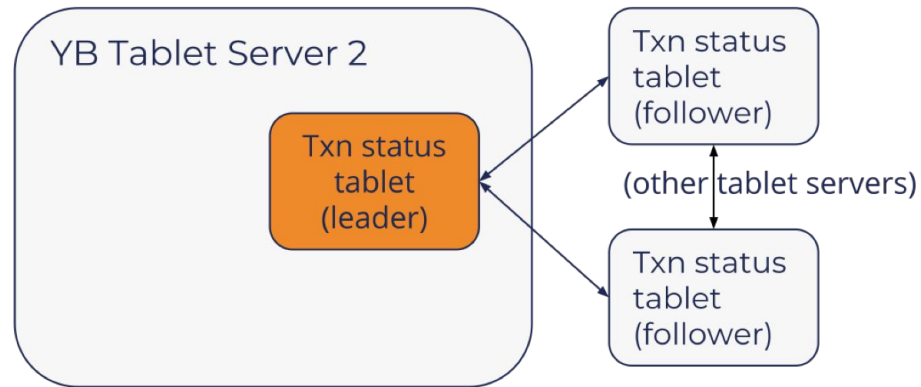 YB Tablet Server 2
Txn status
tablet
(leader)
Txn status
tablet
(follower)
(other tablet servers)
Txn status
tablet
(follower)